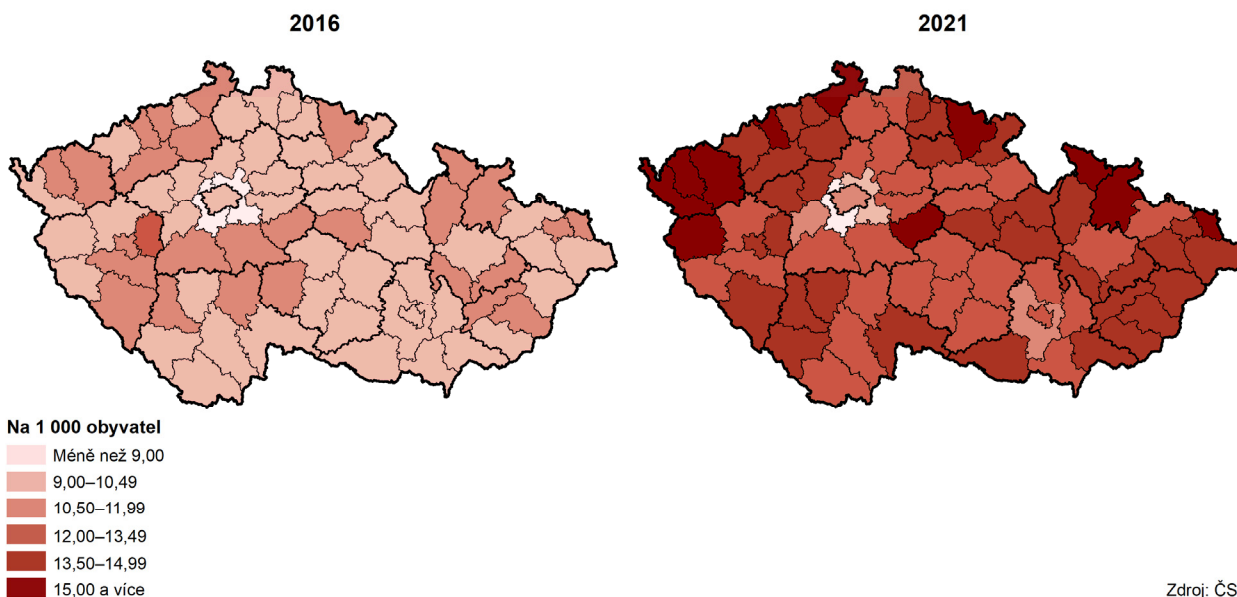 2016
2021
Na 1 000 obyvatel
Méně než 9,00
9,00–10,49
10,50–11,99
12,00–13,49
13,50–14,99
15,00 a více
Zdroj: ČS